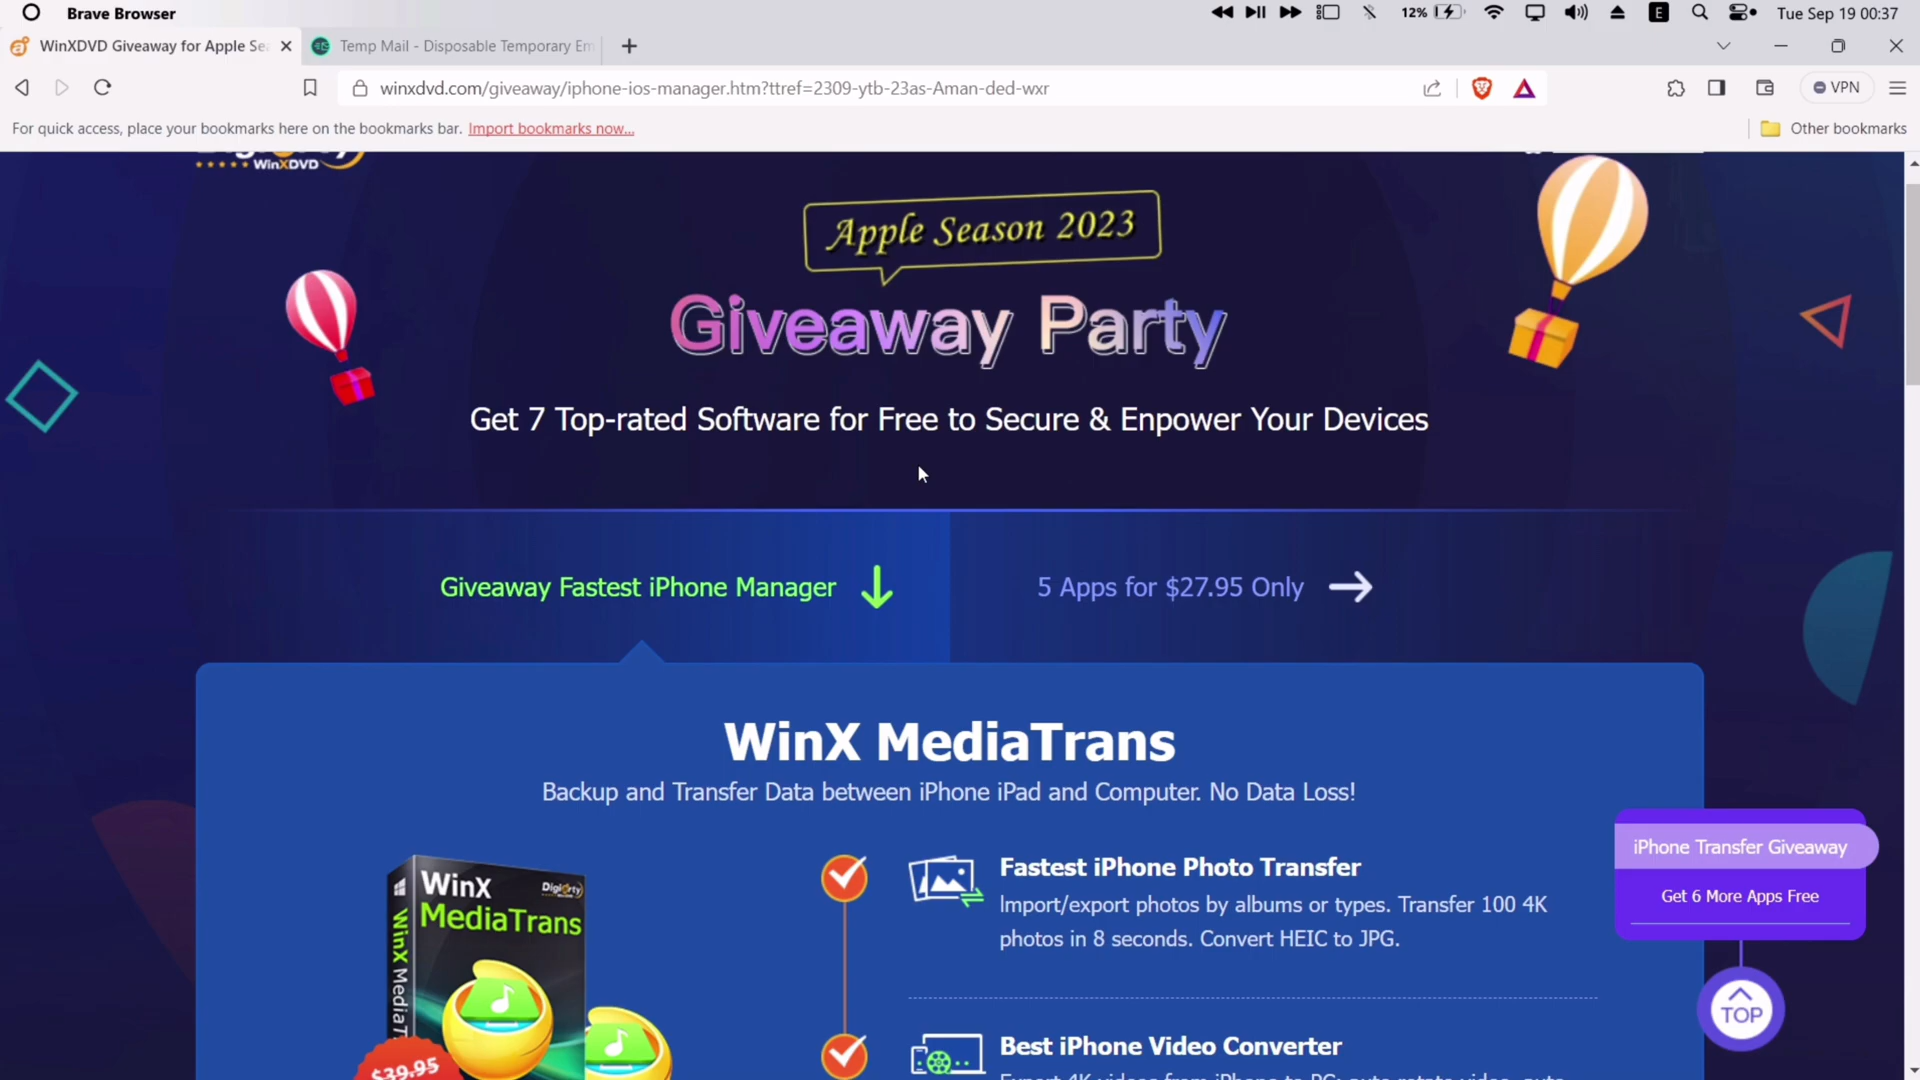 Brave Browser
12%
E
Tue Sep 19 00:37
WinXDVD Giveaway for Apple Sea
Temp Mail - Disposable Temporary Em
winxdvd.com/giveaway/iphone-ios-manager.htm?ttref=2309-ytb-23as-Aman-ded-wxr
VPN
For quick access, place your bookmarks here on the bookmarks bar. Import bookmarks now...
Other bookmarks
WinXDVD
Apple Season 2023
Giveaway Party
Get 7 Top-rated Software for Free to Secure & Enpower Your Devices
Giveaway Fastest iPhone Manager
5 Apps for $27.95 Only
WinX MediaTrans
Backup and Transfer Data between iPhone iPad and Computer. No Data Loss!
WinX
Digiarty
MediaTrans
WinX MediaT
$39.95
Fastest iPhone Photo Transfer
Import/export photos by albums or types. Transfer 100 4K
photos in 8 seconds. Convert HEIC to JPG.
Best iPhone Video Converter
iPhone Transfer Giveaway
Get 6 More Apps Free
TOP